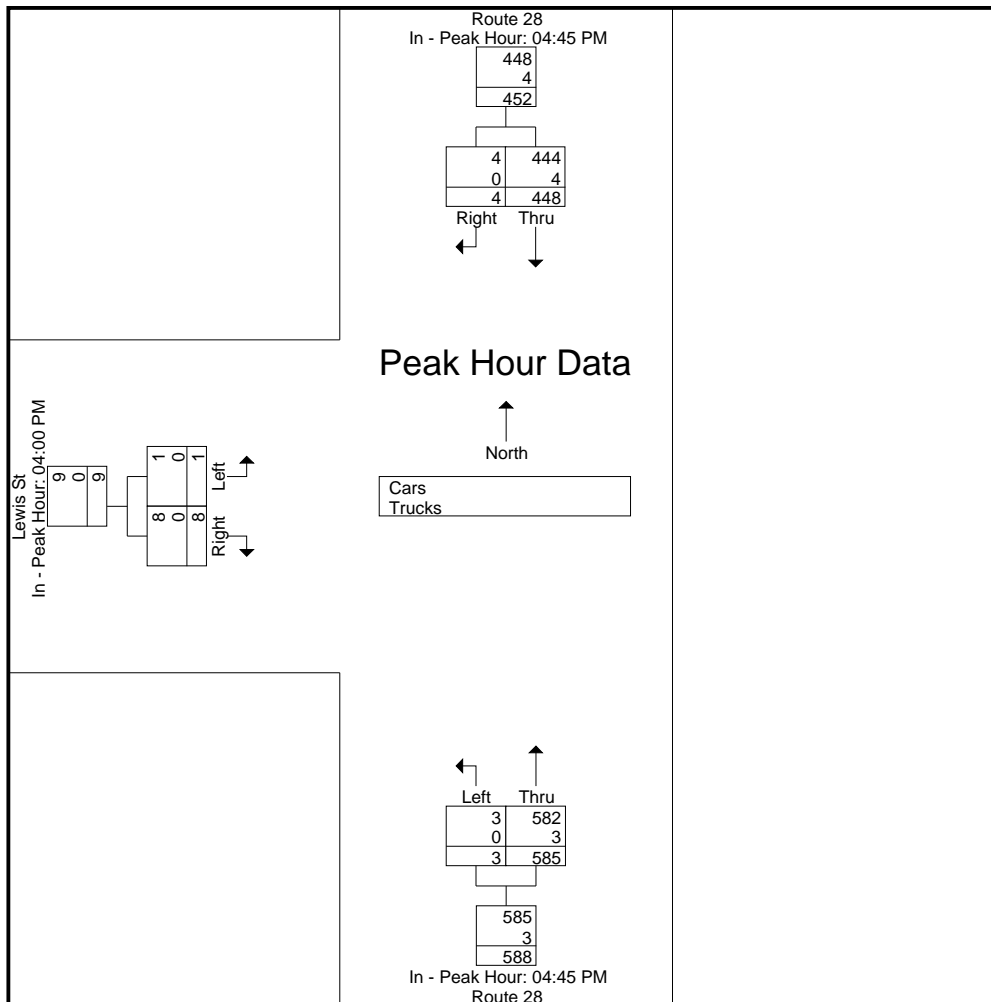 Route 28
In - Peak Hour: 04:45 PM
448
4
452
4 444
0 4
4 448
Right Thru
Peak Hour Data
North
Cars
Trucks
Lewis St
In - Peak Hour: 04:00 PM
9
0
9
1 0 1
8 0 8
Left
Right
Left Thru
3 582
0 3
3 585
585
3
588
In - Peak Hour: 04:45 PM
Route 28